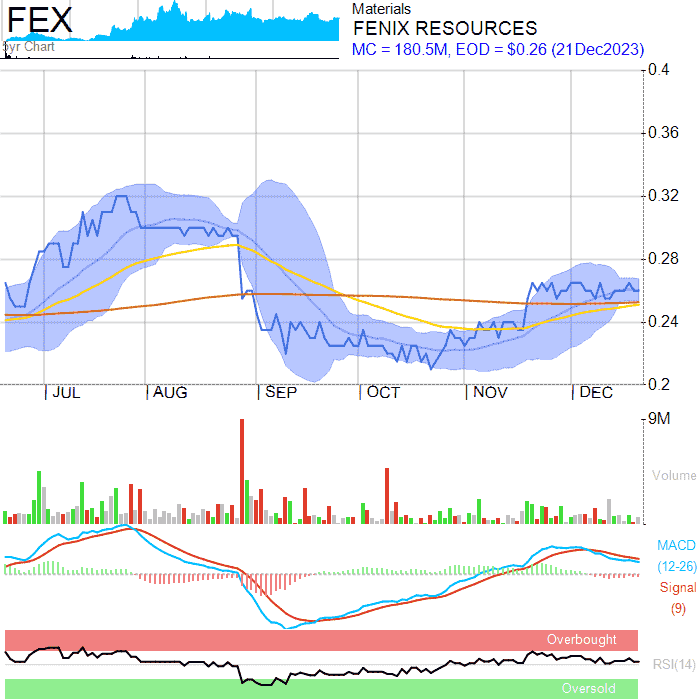 FEX
5yr Chart
Materials
FENIX RESOURCES
MC = 180.5M, EOD = $0.26 (21Dec2023)
0.4
0.36
0.32
0.28
0.24
0.2
JUL AUG SEP OCT NOV DEC
9M
Volume
MACD
(12-26)
Signal
(9)
Overbought
RSI(14)
Oversold